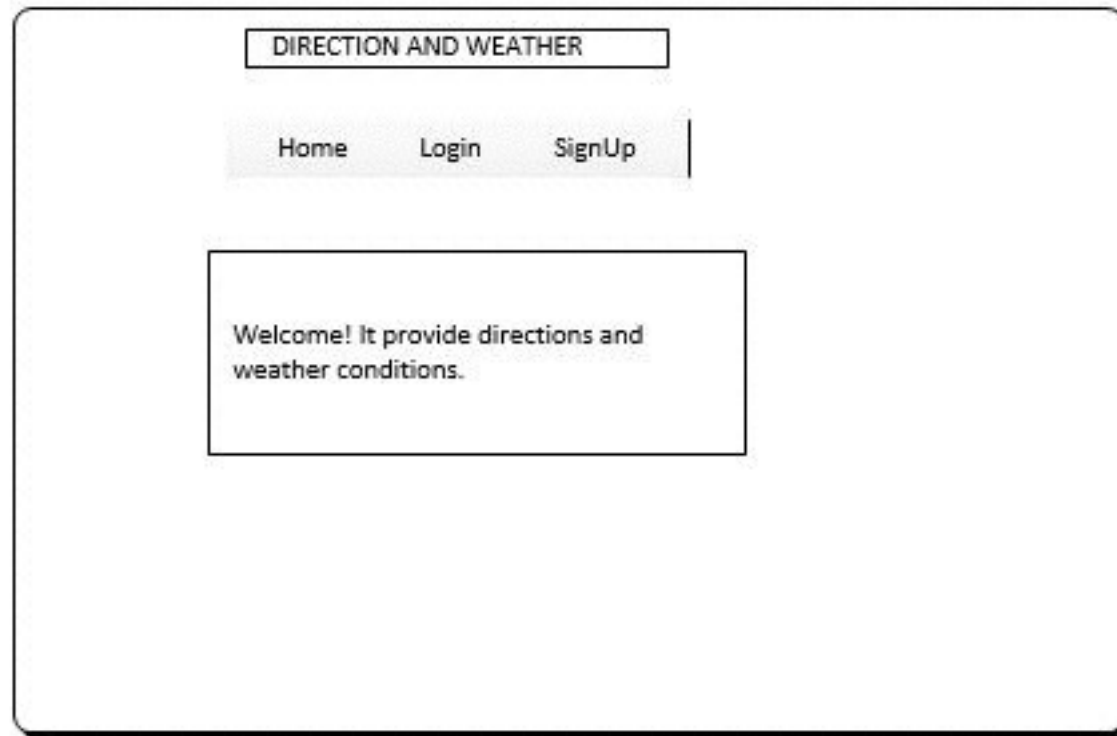 DIRECTION AND WEATHER
Home Login SignUp
Welcome! It provide directions and
weather conditions.